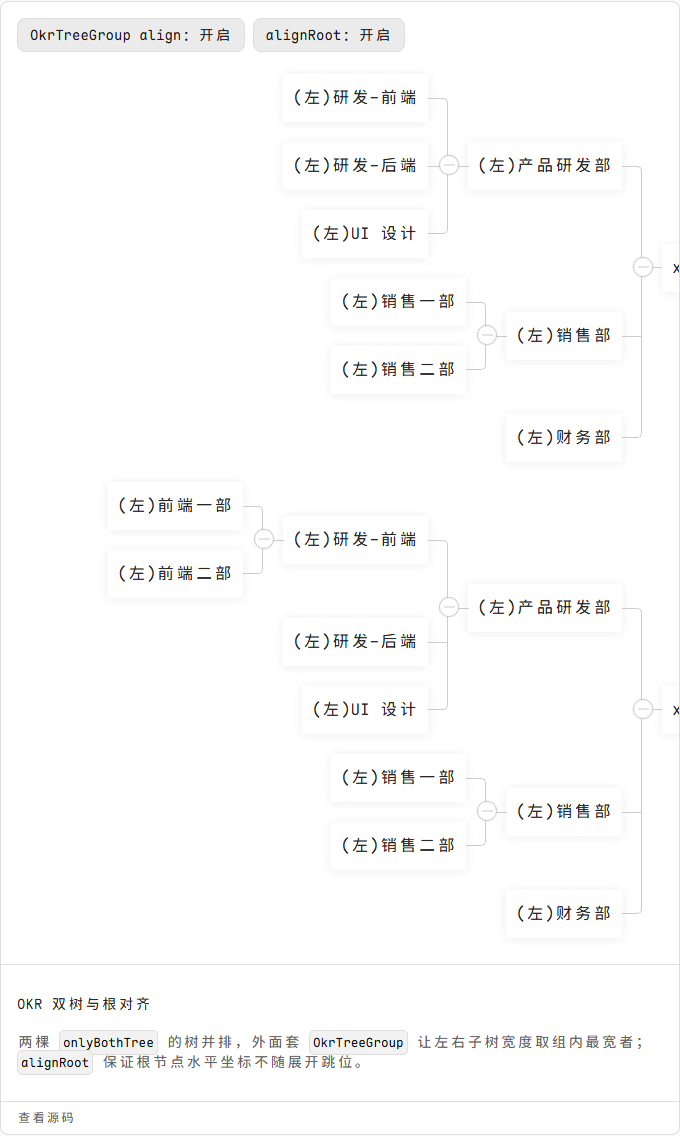 OkrTreeGroup align: 开启 alignRoot: 开启
(左)研发-前端
(左)研发-后端 (左)产品研发部
(左)UI 设计
x
(左)销售一部
(左)销售部
(左)销售二部
(左)财务部
(左)前端一部
(左)研发-前端
(左)前端二部
(左)产品研发部
(左)研发-后端
(左)UI 设计
x
(左)销售一部
(左)销售部
(左)销售二部
(左)财务部
OKR 双树与根对齐
两棵 onlyBothTree 的树并排，外面套 OkrTreeGroup 让左右子树宽度取组内最宽者；
alignRoot 保证根节点水平坐标不随展开跳位。
查看源码